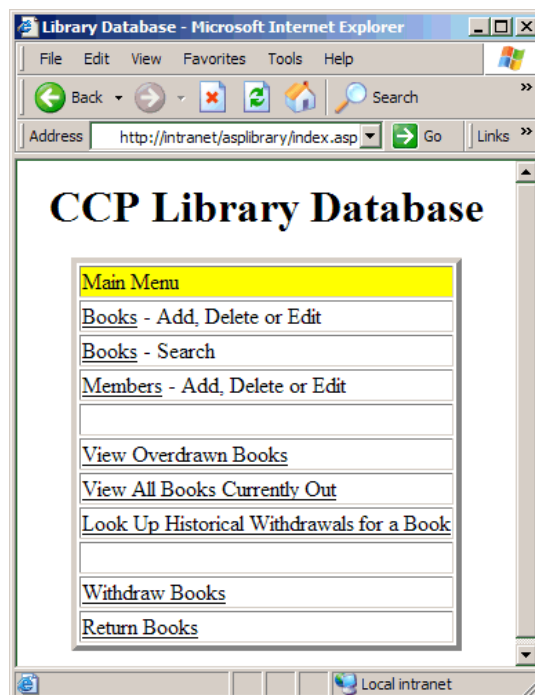 Library Database - Microsoft Internet Explorer
File Edit View Favorites Tools Help
Back Search
Address http://intranet/asplibrary/index.asp Go Links
CCP Library Database
Main Menu
Books - Add, Delete or Edit
Books - Search
Members - Add, Delete or Edit
View Overdrawn Books
View All Books Currently Out
Look Up Historical Withdrawals for a Book
Withdraw Books
Return Books
Local intranet